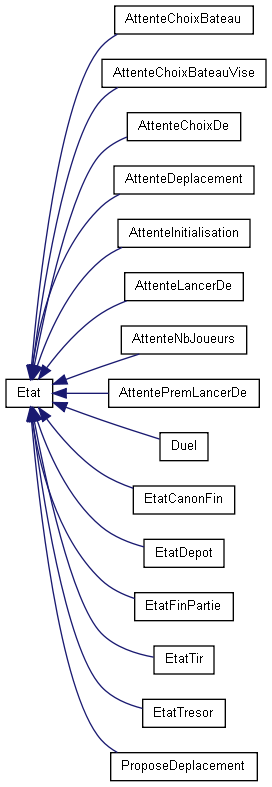 AttenteChoixBateau
AttenteChoixBateauVise
AttenteChoixDe
AttenteDeplacement
AttenteInitialisation
AttenteLancerDe
AttenteNbJoueurs
Etat
AttentePremLancerDe
Duel
EtatCanonFin
EtatDepot
EtatFinPartie
EtatTir
EtatTresor
ProposeDeplacement